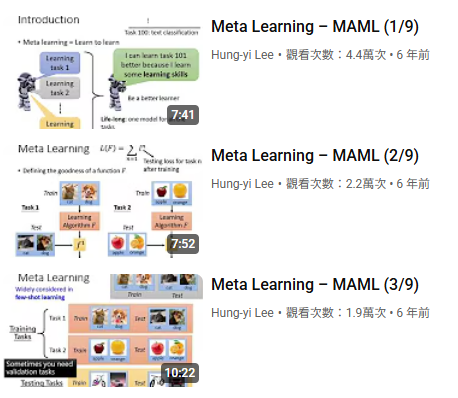 Introduction
Task 100: text classification
• Meta learning = Learn to learn
Learning task 1
Learning task 2
Learning
I can learn task 101 better because I learn some learning skills
Be a better learner
Life-long: one model for
tasks
7:41
Meta Learning – MAML (1/9)
Hung-yi Lee • 觀看次數：4.4萬次 • 6 年前
Meta Learning
L(F) =
Testing loss for task n after training
• Defining the goodness of a function F
Train
Task 1
cat dog
Learning Algorithm F
Test
cat dog
Train
Task 2
apple orange
Learning Algorithm F
Test
apple orange
7:52
Meta Learning – MAML (2/9)
Hung-yi Lee • 觀看次數：2.2萬次 • 6 年前
Meta Learning
Widely considered in few-shot learning
Train
Test
Training Tasks
Task 1
Train
Test
Task 2
Train
Test
Sometimes you need validation tasks
Testing Tasks
Train
Test
10:22
Meta Learning – MAML (3/9)
Hung-yi Lee • 觀看次數：1.9萬次 • 6 年前